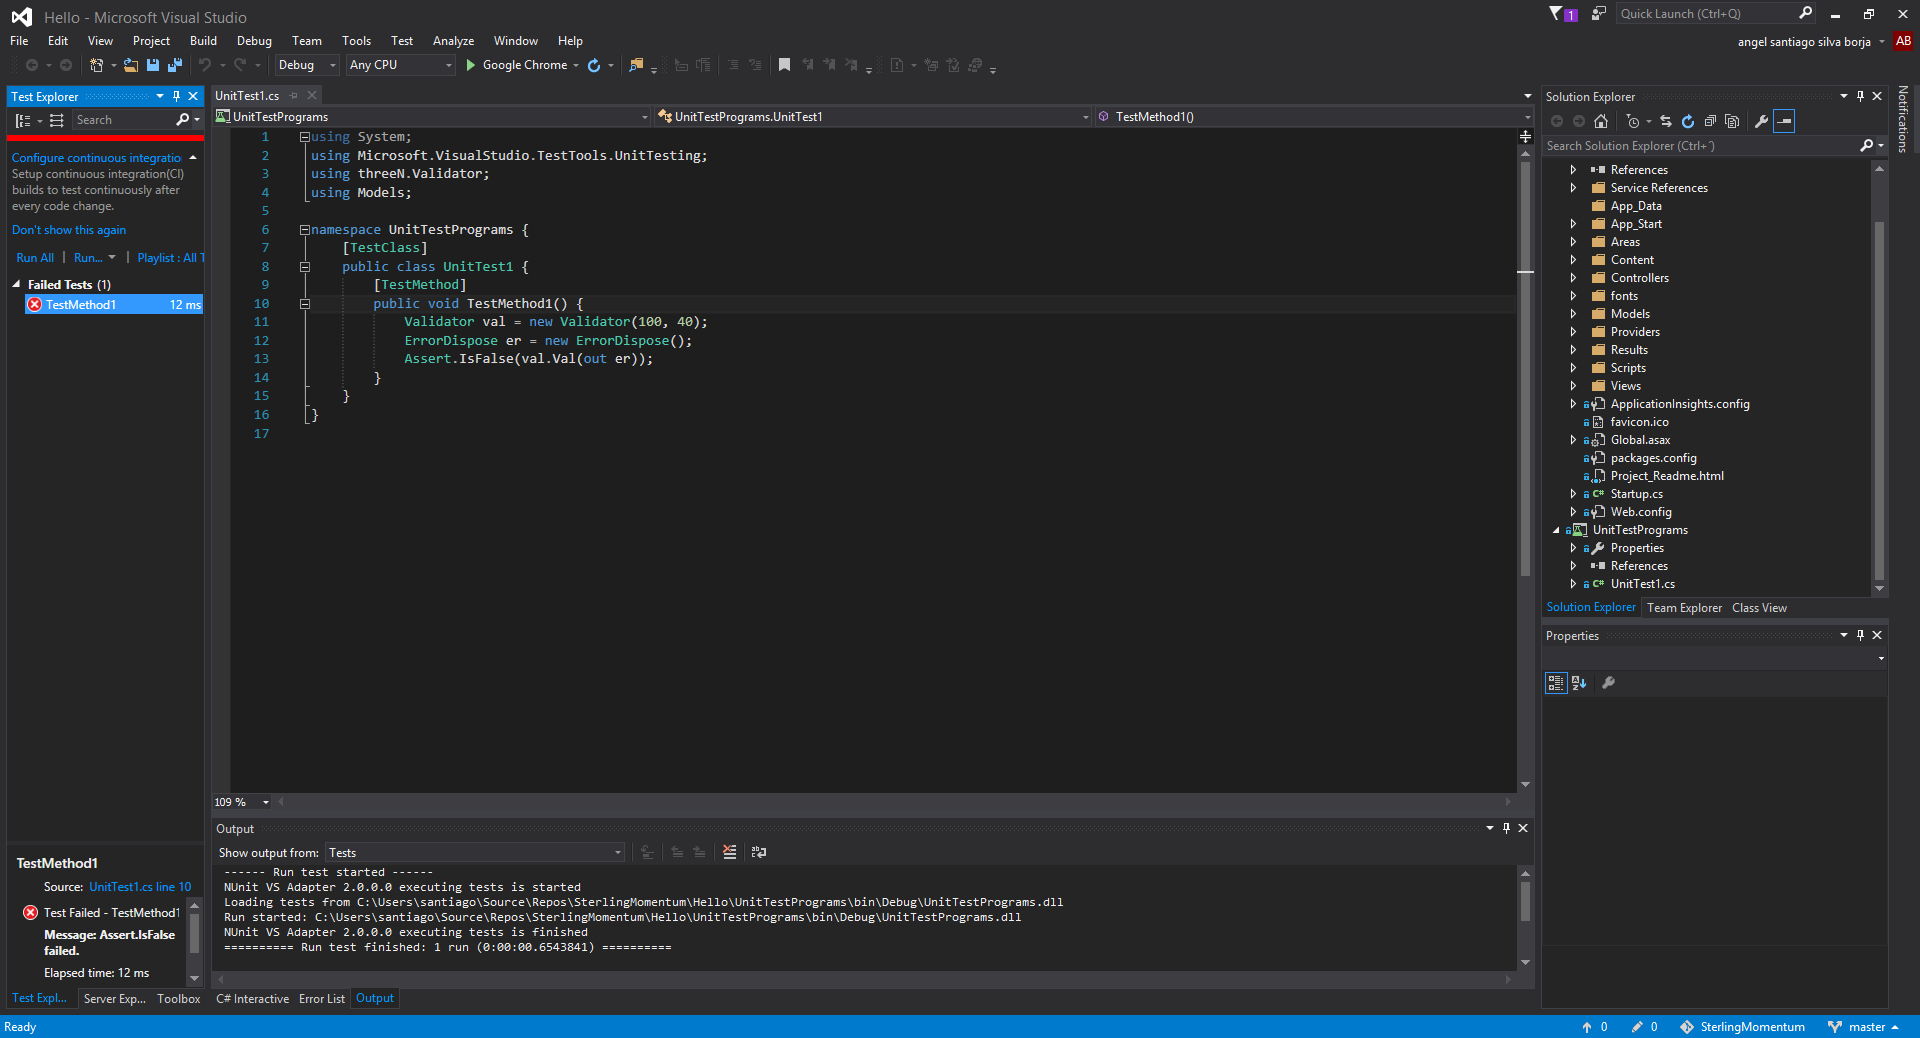 Hello - Microsoft Visual Studio
1
Quick Launch (Ctrl+Q)
File Edit View Project Build Debug Team Tools Test Analyze Window Help
angel santiago silva borja AB
Debug Any CPU Google Chrome
Test Explorer
Search
Configure continuous integratio
Setup continuous integration(CI)
builds to test continuously after
every code change.
Don't show this again
Run All | Run... | Playlist : All T
Failed Tests (1)
TestMethod1 12 ms
TestMethod1
Source: UnitTest1.cs line 10
Test Failed - TestMethod1
Message: Assert.IsFalse
failed.
Elapsed time: 12 ms
Test Expl... Server Exp... Toolbox
UnitTest1.cs
UnitTestPrograms UnitTestPrograms.UnitTest1 TestMethod1()
1 using System;
2 using Microsoft.VisualStudio.TestTools.UnitTesting;
3 using threeN.Validator;
4 using Models;
5
6 namespace UnitTestPrograms {
7 [TestClass]
8 public class UnitTest1 {
9 [TestMethod]
10 public void TestMethod1() {
11 Validator val = new Validator(100, 40);
12 ErrorDispose er = new ErrorDispose();
13 Assert.IsFalse(val.Val(out er));
14 }
15 }
16 }
17
109 %
Output
Show output from: Tests
------ Run test started ------
NUnit VS Adapter 2.0.0.0 executing tests is started
Loading tests from C:\Users\santiago\Source\Repos\SterlingMomentum\Hello\UnitTestPrograms\bin\Debug\UnitTestPrograms.dll
Run started: C:\Users\santiago\Source\Repos\SterlingMomentum\Hello\UnitTestPrograms\bin\Debug\UnitTestPrograms.dll
NUnit VS Adapter 2.0.0.0 executing tests is finished
========== Run test finished: 1 run (0:00:00.6543841) ==========
C# Interactive Error List Output
Solution Explorer
Search Solution Explorer (Ctrl+´)
References
Service References
App_Data
App_Start
Areas
Content
Controllers
fonts
Models
Providers
Results
Scripts
Views
ApplicationInsights.config
favicon.ico
Global.asax
packages.config
Project_Readme.html
C# Startup.cs
Web.config
UnitTestPrograms
Properties
References
C# UnitTest1.cs
Solution Explorer Team Explorer Class View
Properties
Notifications
Ready
0 0 SterlingMomentum master